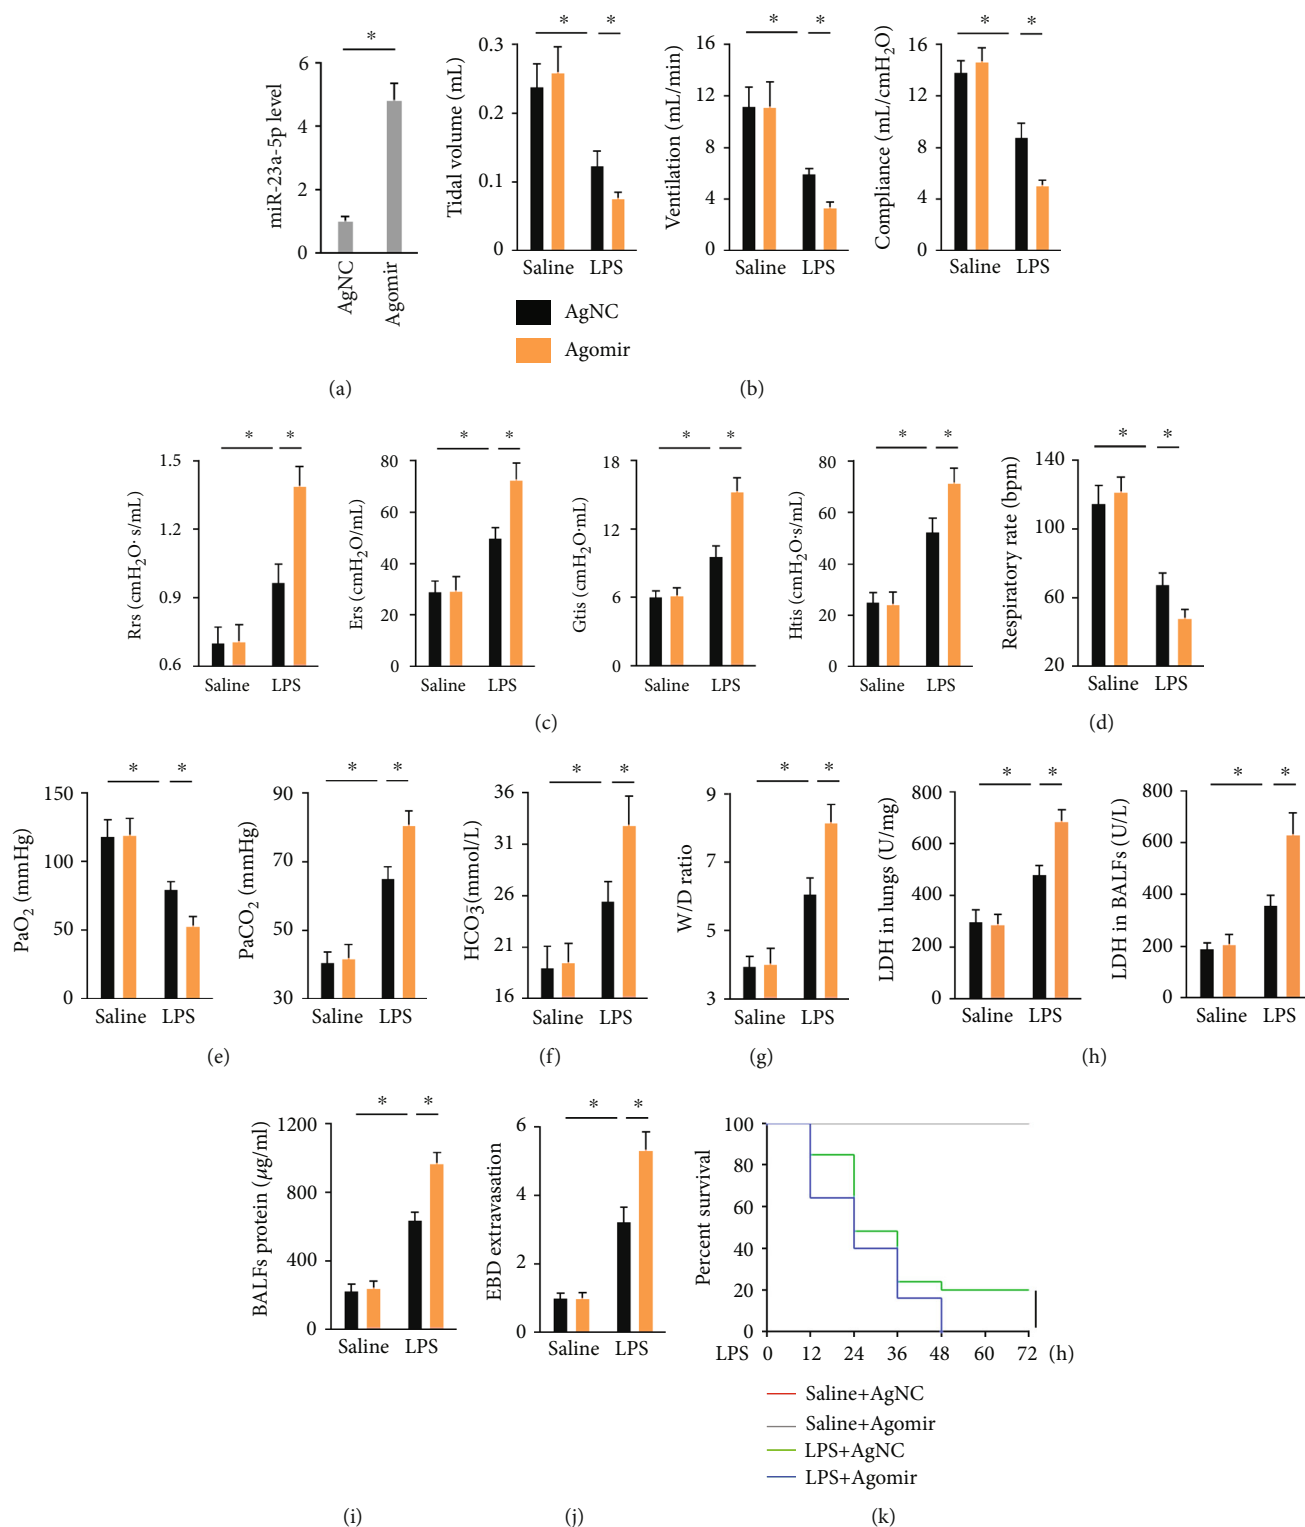 *
miR-23a-5p level
6
4
2
0
AgNC
Agomir
(a)
* *
Tidal volume (mL)
0.3
0.2
0.1
0
Saline LPS
* *
Ventilation (mL/min)
16
12
8
4
0
Saline LPS
* *
Compliance (mL/cmH₂O)
16
12
8
4
0
Saline LPS
AgNC
Agomir
(b)
* *
Rrs (cmH₂O· s/mL)
1.5
1.2
0.9
0.6
Saline LPS
* *
Ers (cmH₂O/mL)
80
60
40
20
0
Saline LPS
* *
Gtis (cmH₂O·mL)
18
12
6
0
Saline LPS
* *
Htis (cmH₂O·s/mL)
80
60
40
20
0
Saline LPS
(c)
* *
Respiratory rate (bpm)
140
100
60
20
Saline LPS
(d)
* *
PaO₂ (mmHg)
150
100
50
0
Saline LPS
* *
PaCO₂ (mmHg)
90
70
50
30
Saline LPS
(e)
* *
HCO₃⁻(mmol/L)
36
31
26
21
16
Saline LPS
(f)
* *
W/D ratio
9
7
5
3
Saline LPS
(g)
* *
LDH in lungs (U/mg)
800
600
400
200
0
Saline LPS
* *
LDH in BALFs (U/L)
800
600
400
200
0
Saline LPS
(h)
* *
BALFs protein (μg/ml)
1200
800
400
0
Saline LPS
(i)
* *
EBD extravasation
6
4
2
0
Saline LPS
(j)
Percent survival
100
80
60
40
20
0
LPS 0 12 24 36 48 60 72 (h)
Saline+AgNC
Saline+Agomir
LPS+AgNC
LPS+Agomir
(k)